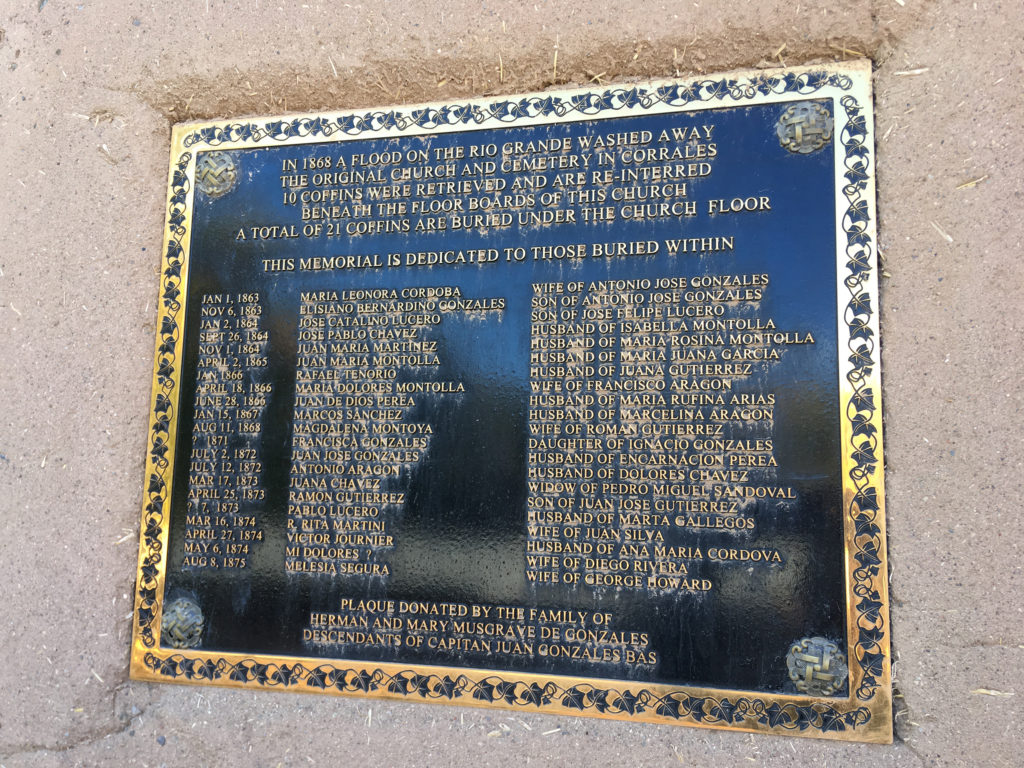 IN 1868 A FLOOD ON THE RIO GRANDE WASHED AWAY
THE ORIGINAL CHURCH AND CEMETERY IN CORRALES
10 COFFINS WERE RETRIEVED AND ARE RE-INTERRED
BENEATH THE FLOOR BOARDS OF THIS CHURCH
A TOTAL OF 21 COFFINS ARE BURIED UNDER THE CHURCH FLOOR
THIS MEMORIAL IS DEDICATED TO THOSE BURIED WITHIN
JAN 1, 1863 MARIA LEONORA CORDOBA WIFE OF ANTONIO JOSE GONZALES
NOV 6, 1863 ELISIANO BERNARDINO GONZALES SON OF ANTONIO JOSE GONZALES
JAN 2, 1864 JOSE CATALINO LUCERO SON OF JOSE FELIPE LUCERO
SEPT 26, 1864 JOSE PABLO CHAVEZ HUSBAND OF ISABELLA MONTOLLA
NOV 1, 1864 JUAN MARIA MARTINEZ HUSBAND OF MARIA ROSINA MONTOLLA
APRIL 2, 1865 JUAN MARIA MONTOLLA HUSBAND OF MARIA JUANA GARCIA
JAN 1866 RAFAEL TENORIO HUSBAND OF JUANA GUTIERREZ
APRIL 18, 1866 MARIA DOLORES MONTOLLA WIFE OF FRANCISCO ARAGON
JUNE 28, 1866 JUAN DE DIOS PEREA HUSBAND OF MARIA RUFINA ARIAS
JAN 15, 1867 MARCOS SANCHEZ HUSBAND OF MARCELINA ARAGON
AUG 11, 1868 MAGDALENA MONTOYA WIFE OF ROMAN GUTIERREZ
? 1871 FRANCISCA GONZALES DAUGHTER OF IGNACIO GONZALES
JULY 2, 1872 JUAN JOSE GONZALES HUSBAND OF ENCARNACION PEREA
JULY 12, 1872 ANTONIO ARAGON HUSBAND OF DOLORES CHAVEZ
MAR 17, 1873 JUANA CHAVEZ WIDOW OF PEDRO MIGUEL SANDOVAL
APRIL 25, 1873 RAMON GUTIERREZ SON OF JUAN JOSE GUTIERREZ
? 7, 1873 PABLO LUCERO HUSBAND OF MARTA GALLEGOS
MAR 16, 1874 R. RITA MARTINI WIFE OF JUAN SILVA
APRIL 27, 1874 VICTOR JOURNIER HUSBAND OF ANA MARIA CORDOVA
MAY 6, 1874 MI DOLORES ? WIFE OF DIEGO RIVERA
AUG 8, 1875 MELESIA SEGURA WIFE OF GEORGE HOWARD
PLAQUE DONATED BY THE FAMILY OF
HERMAN AND MARY MUSGRAVE DE GONZALES
DESCENDANTS OF CAPITAN JUAN GONZALES BAS